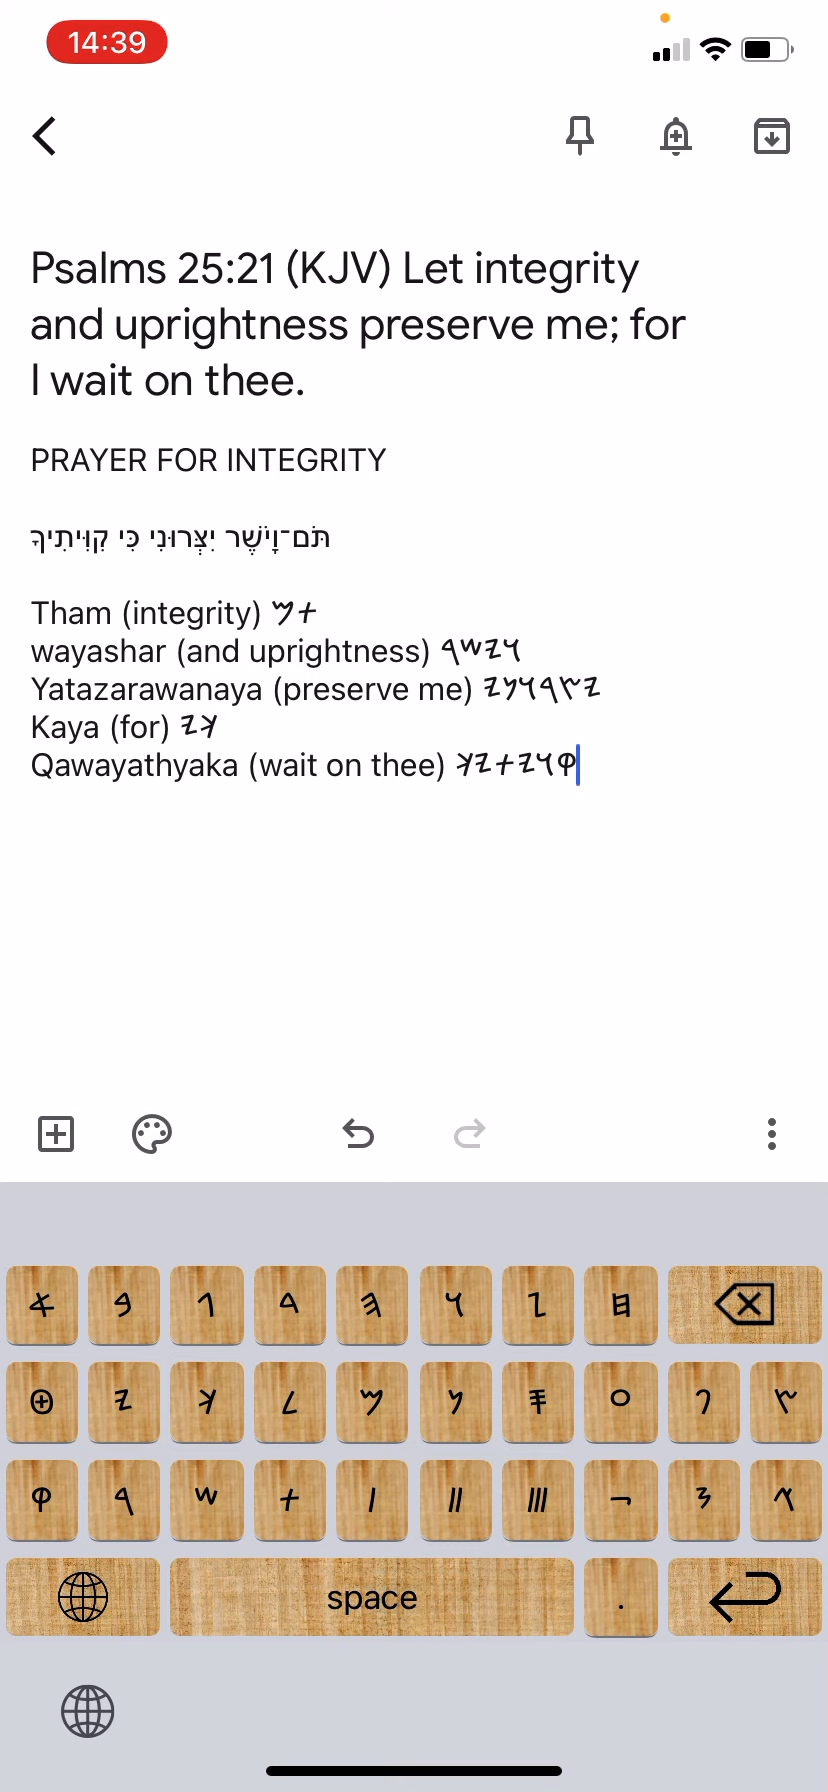 14:39
Psalms 25:21 (KJV) Let integrity
and uprightness preserve me; for
I wait on thee.
PRAYER FOR INTEGRITY
תֹּם־וָיֹשֶׁר יִצְּרוּנִי כִּי קִוִּיתִיךָ
Tham (integrity) 𐤕𐤌
wayashar (and uprightness) 𐤅𐤉𐤔𐤓
Yatazarawanaya (preserve me) 𐤉𐤑𐤓𐤅𐤍𐤉
Kaya (for) 𐤊𐤉
Qawayathyaka (wait on thee) 𐤒𐤅𐤉𐤕𐤉𐤊
𐤀 𐤁 𐤂 𐤃 𐤄 𐤅 𐤆 𐤇
𐤈 𐤉 𐤊 𐤋 𐤌 𐤍 𐤎 𐤏 𐤐 𐤑
𐤒 𐤓 𐤔 𐤕 𐤖 𐤚 𐤛 𐤗 𐤘 𐤙
space .